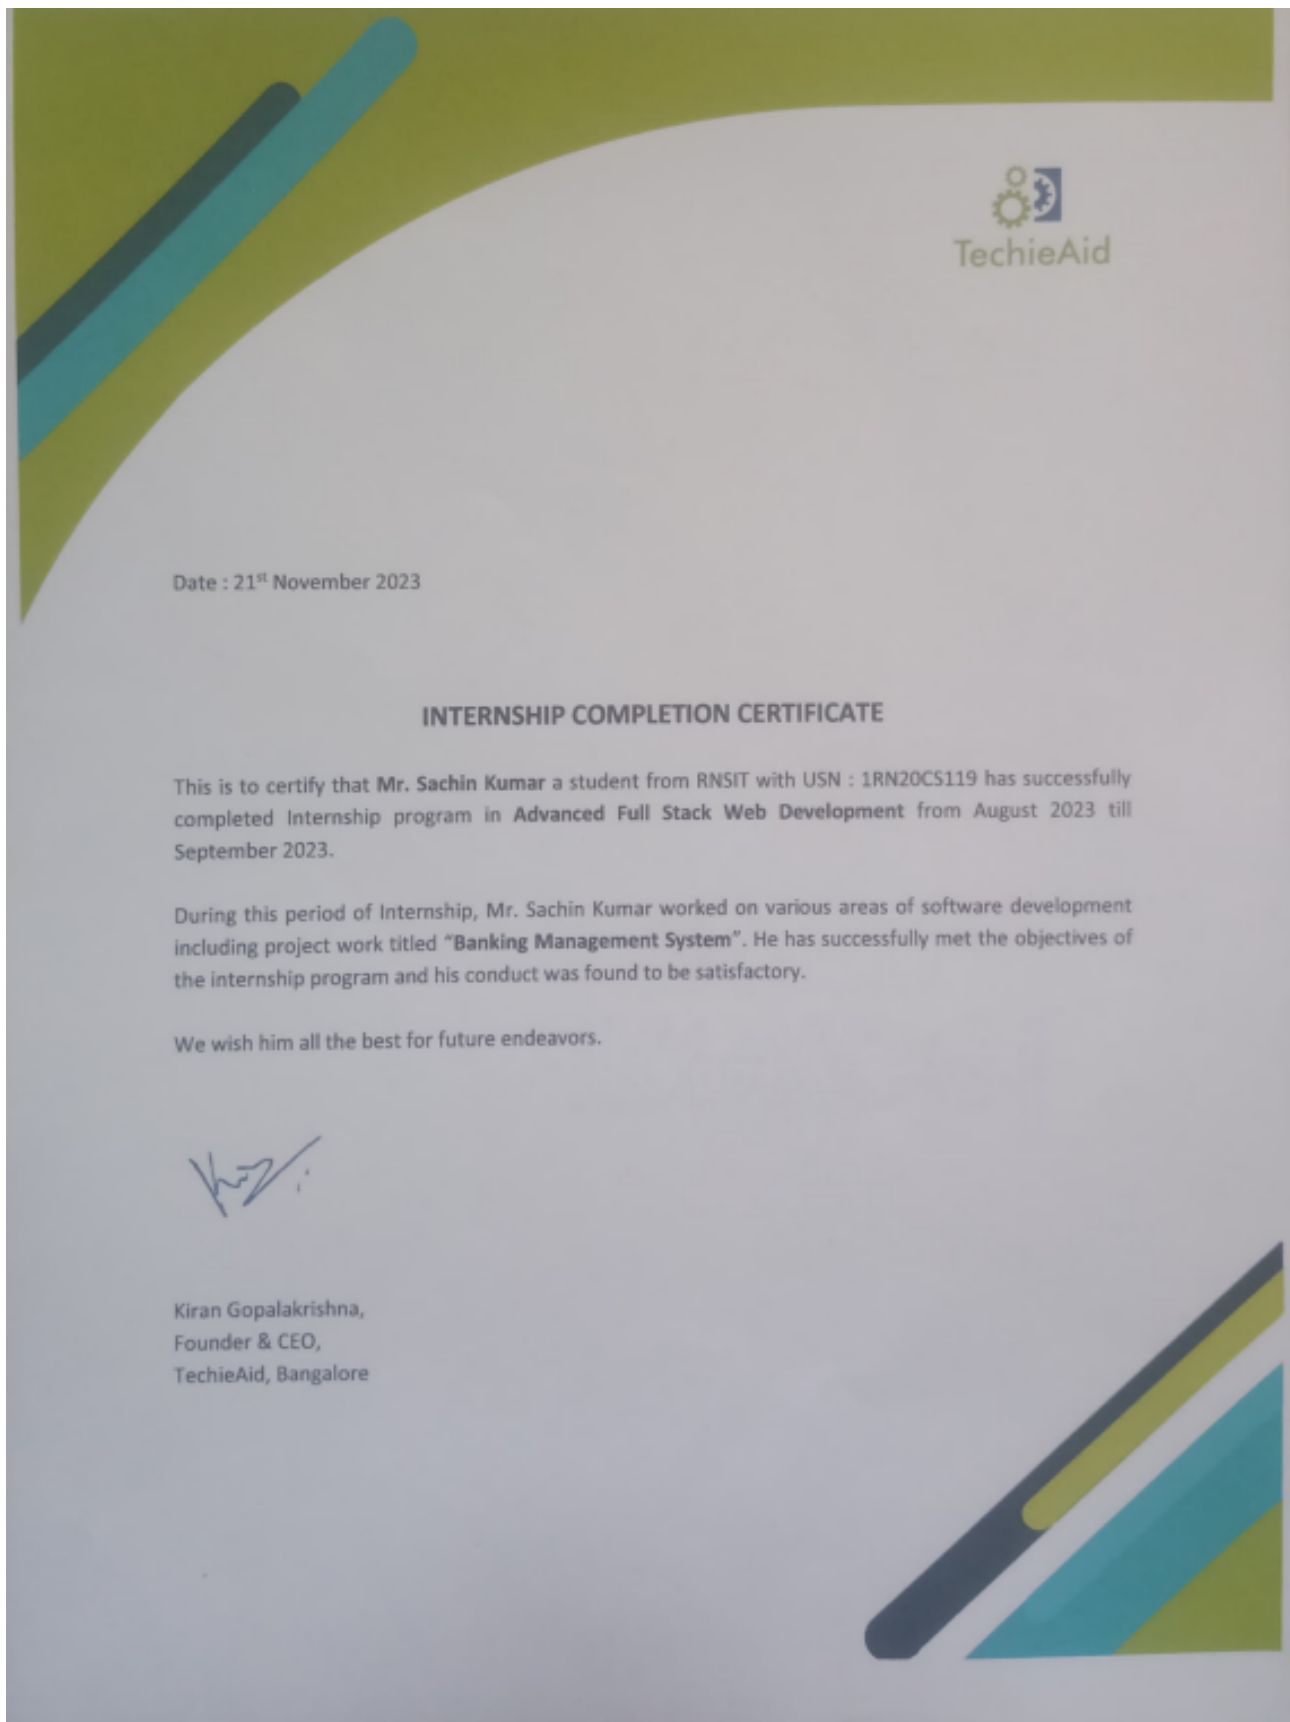 TechieAid
Date : 21st November 2023
INTERNSHIP COMPLETION CERTIFICATE
This is to certify that Mr. Sachin Kumar a student from RNSIT with USN : 1RN20CS119 has successfully
completed Internship program in Advanced Full Stack Web Development from August 2023 till
September 2023.
During this period of Internship, Mr. Sachin Kumar worked on various areas of software development
including project work titled “Banking Management System”. He has successfully met the objectives of
the internship program and his conduct was found to be satisfactory.
We wish him all the best for future endeavors.
Kiran Gopalakrishna,
Founder & CEO,
TechieAid, Bangalore